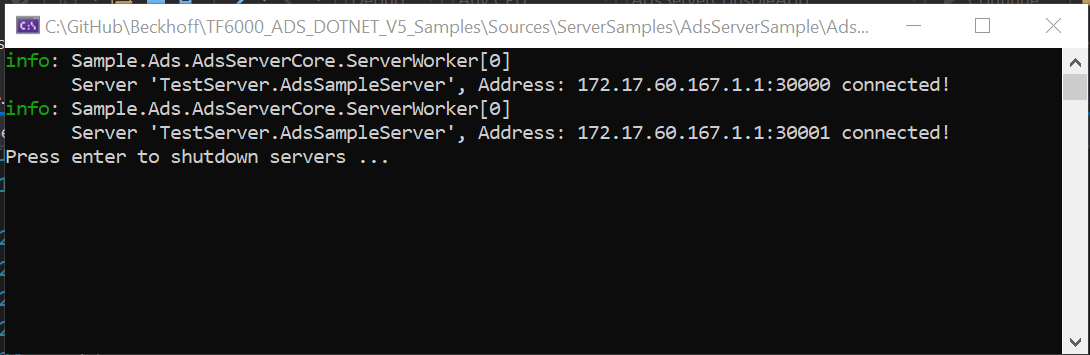 C:\GitHub\Beckhoff\TF6000_ADS_DOTNET_V5_Samples\Sources\ServerSamples\AdsServerSample\Ads...
info: Sample.Ads.AdsServerCore.ServerWorker[0]
Server 'TestServer.AdsSampleServer', Address: 172.17.60.167.1.1:30000 connected!
info: Sample.Ads.AdsServerCore.ServerWorker[0]
Server 'TestServer.AdsSampleServer', Address: 172.17.60.167.1.1:30001 connected!
Press enter to shutdown servers ...